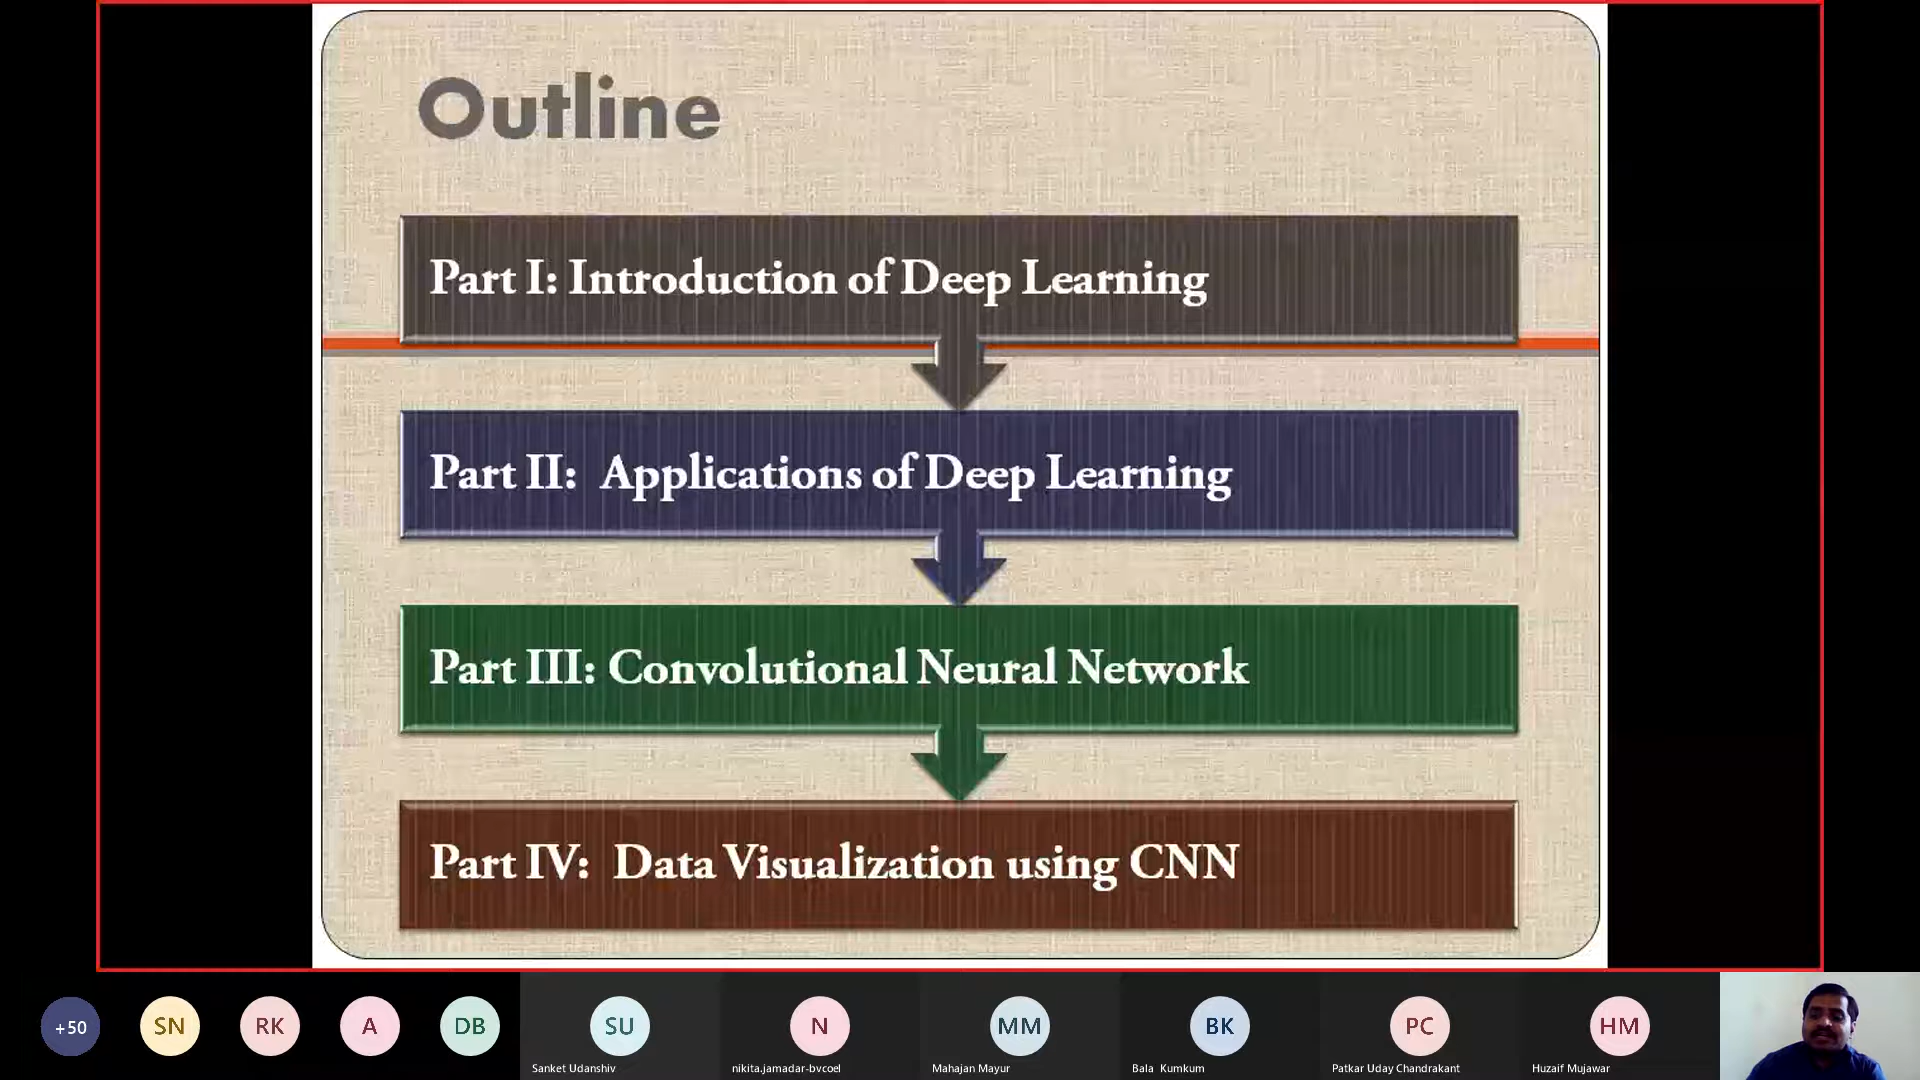 Outline
Part I: Introduction of Deep Learning
Part II: Applications of Deep Learning
Part III: Convolutional Neural Network
Part IV: Data Visualization using CNN
+50
SN
RK
A
DB
SU
N
MM
BK
PC
HM
Sanket Udanshiv
nikita.jamadar-bvcoel
Mahajan Mayur
Bala Kumkum
Patkar Uday Chandrakant
Huzaif Mujawar